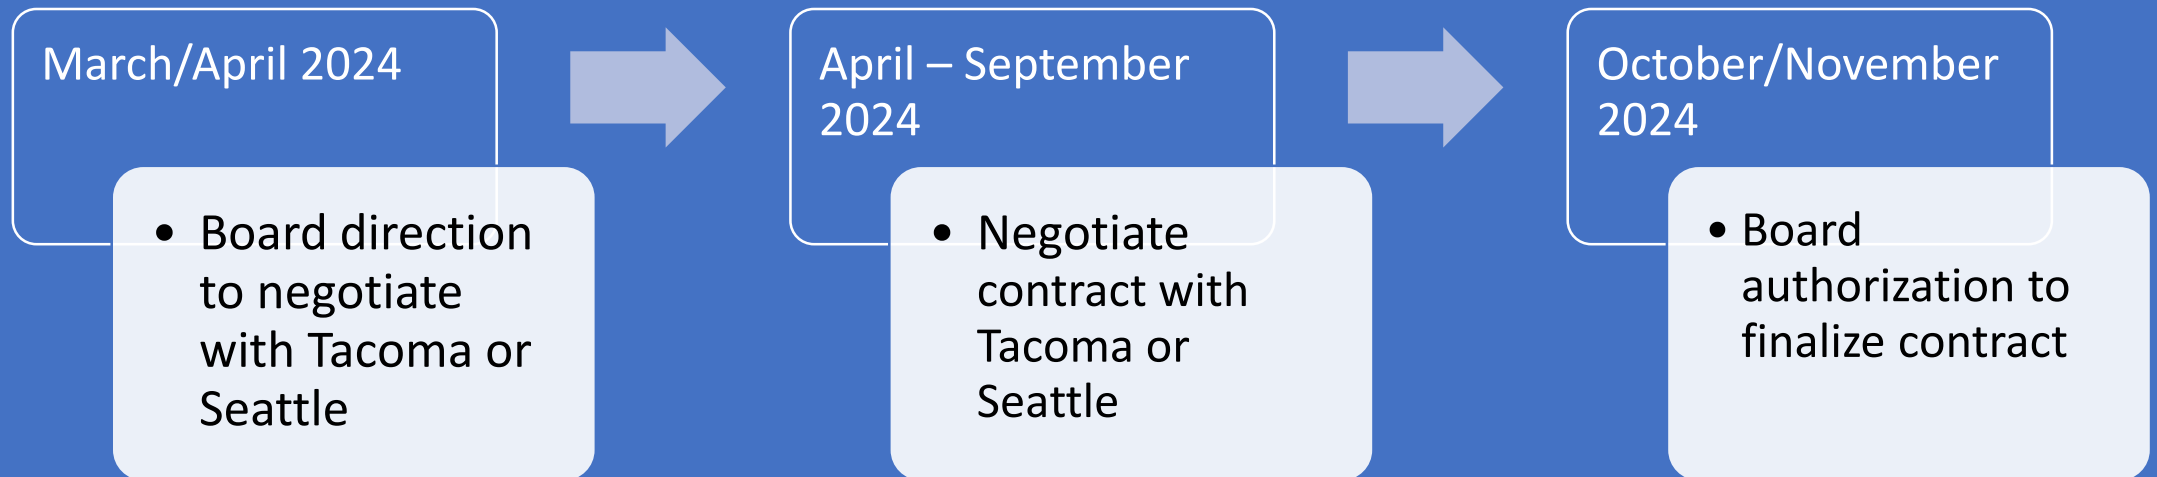 March/April 2024
• Board direction
to negotiate
with Tacoma or
Seattle
April – September
2024
• Negotiate
contract with
Tacoma or
Seattle
October/November
2024
• Board
authorization to
finalize contract